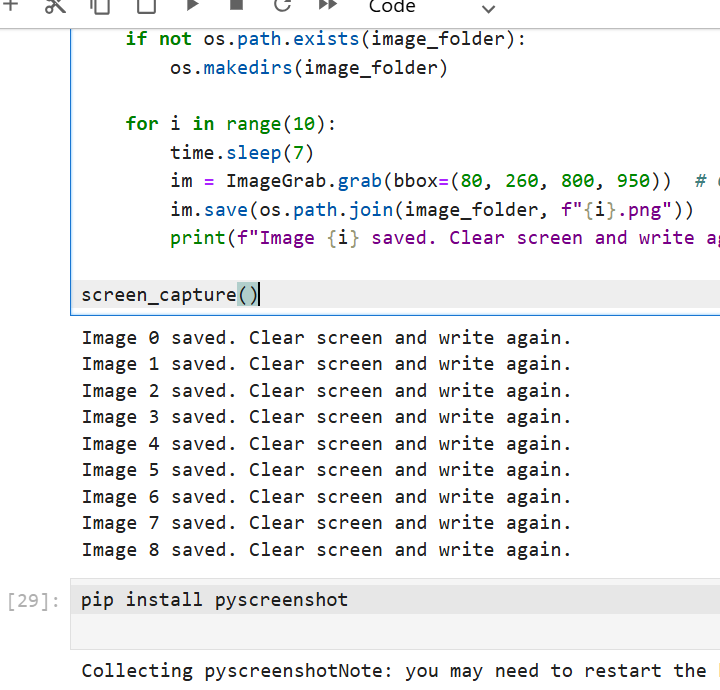 Code
if not os.path.exists(image_folder):
os.makedirs(image_folder)
for i in range(10):
time.sleep(7)
im = ImageGrab.grab(bbox=(80, 260, 800, 950))  #
im.save(os.path.join(image_folder, f"{i}.png"))
print(f"Image {i} saved. Clear screen and write
screen_capture()
Image 0 saved. Clear screen and write again.
Image 1 saved. Clear screen and write again.
Image 2 saved. Clear screen and write again.
Image 3 saved. Clear screen and write again.
Image 4 saved. Clear screen and write again.
Image 5 saved. Clear screen and write again.
Image 6 saved. Clear screen and write again.
Image 7 saved. Clear screen and write again.
Image 8 saved. Clear screen and write again.
[29]: pip install pyscreenshot
Collecting pyscreenshotNote: you may need to restart the